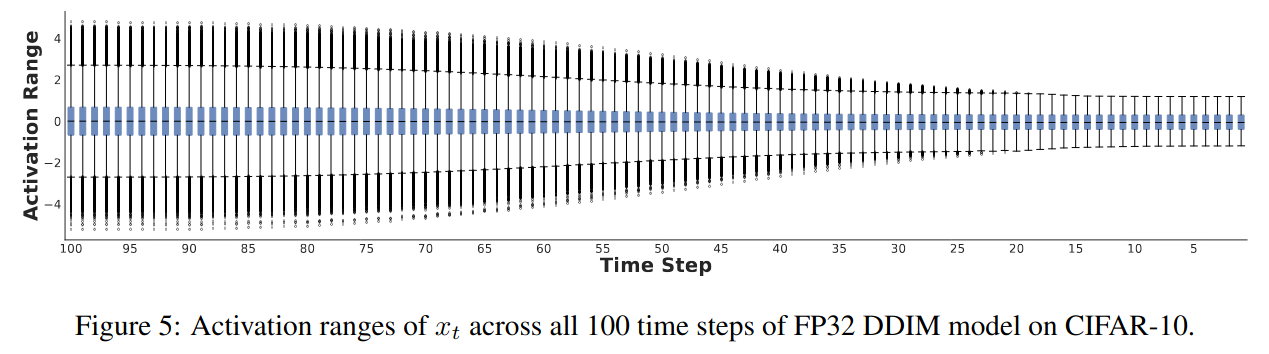 Activation Range
4
2
0
−2
−4
100 95 90 85 80 75 70 65 60 55 50 45 40 35 30 25 20 15 10 5
Time Step
Figure 5: Activation ranges of xₜ across all 100 time steps of FP32 DDIM model on CIFAR-10.